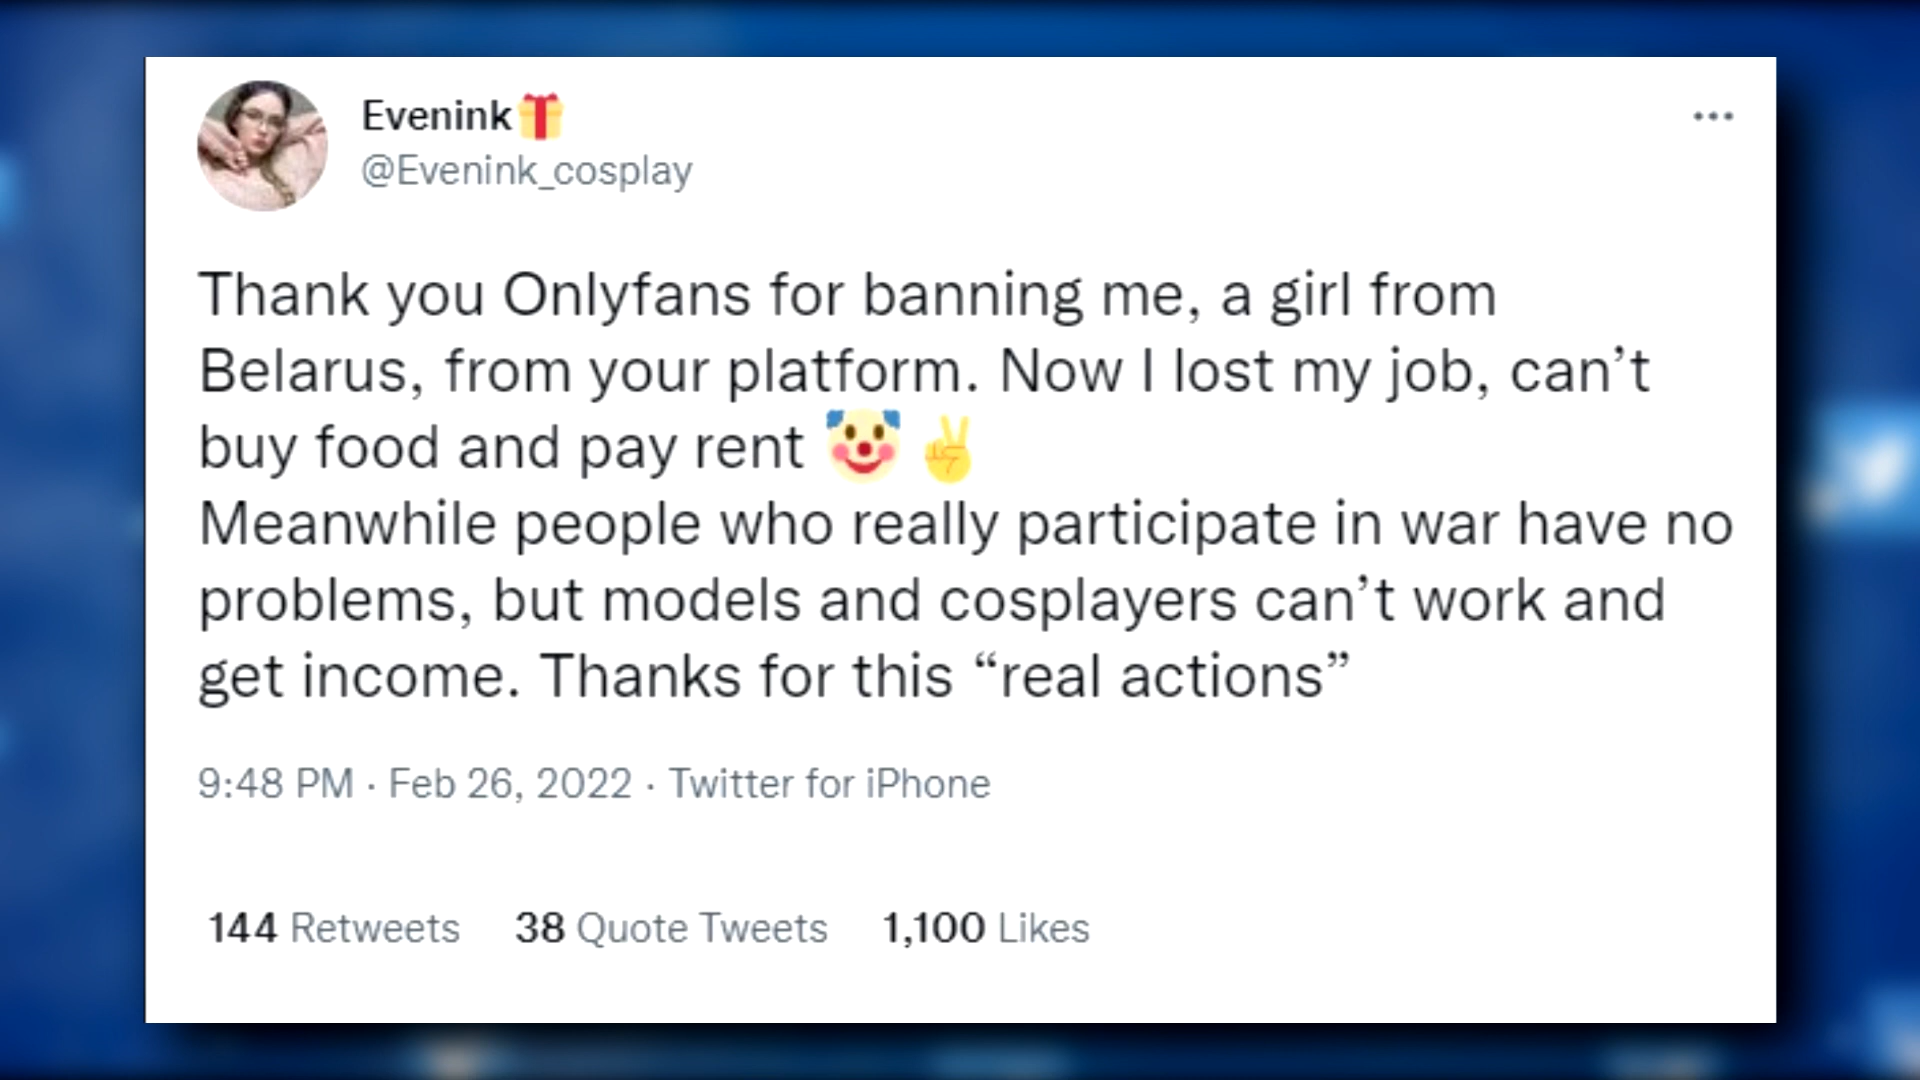 Evenink🎁
@Evenink_cosplay
Thank you Onlyfans for banning me, a girl from
Belarus, from your platform. Now I lost my job, can’t
buy food and pay rent 🤡 ✌️
Meanwhile people who really participate in war have no
problems, but models and cosplayers can’t work and
get income. Thanks for this “real actions”
9:48 PM · Feb 26, 2022 · Twitter for iPhone
144 Retweets 38 Quote Tweets 1,100 Likes